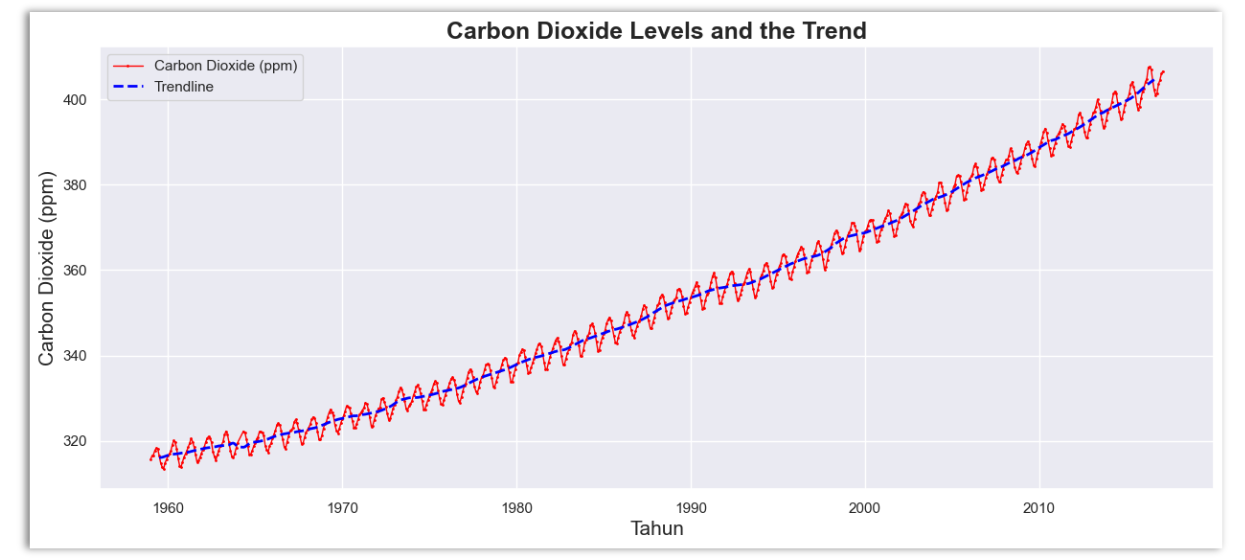 Carbon Dioxide Levels and the Trend
Carbon Dioxide (ppm)
Trendline
Carbon Dioxide (ppm)
400
380
360
340
320
1960 1970 1980 1990 2000 2010
Tahun